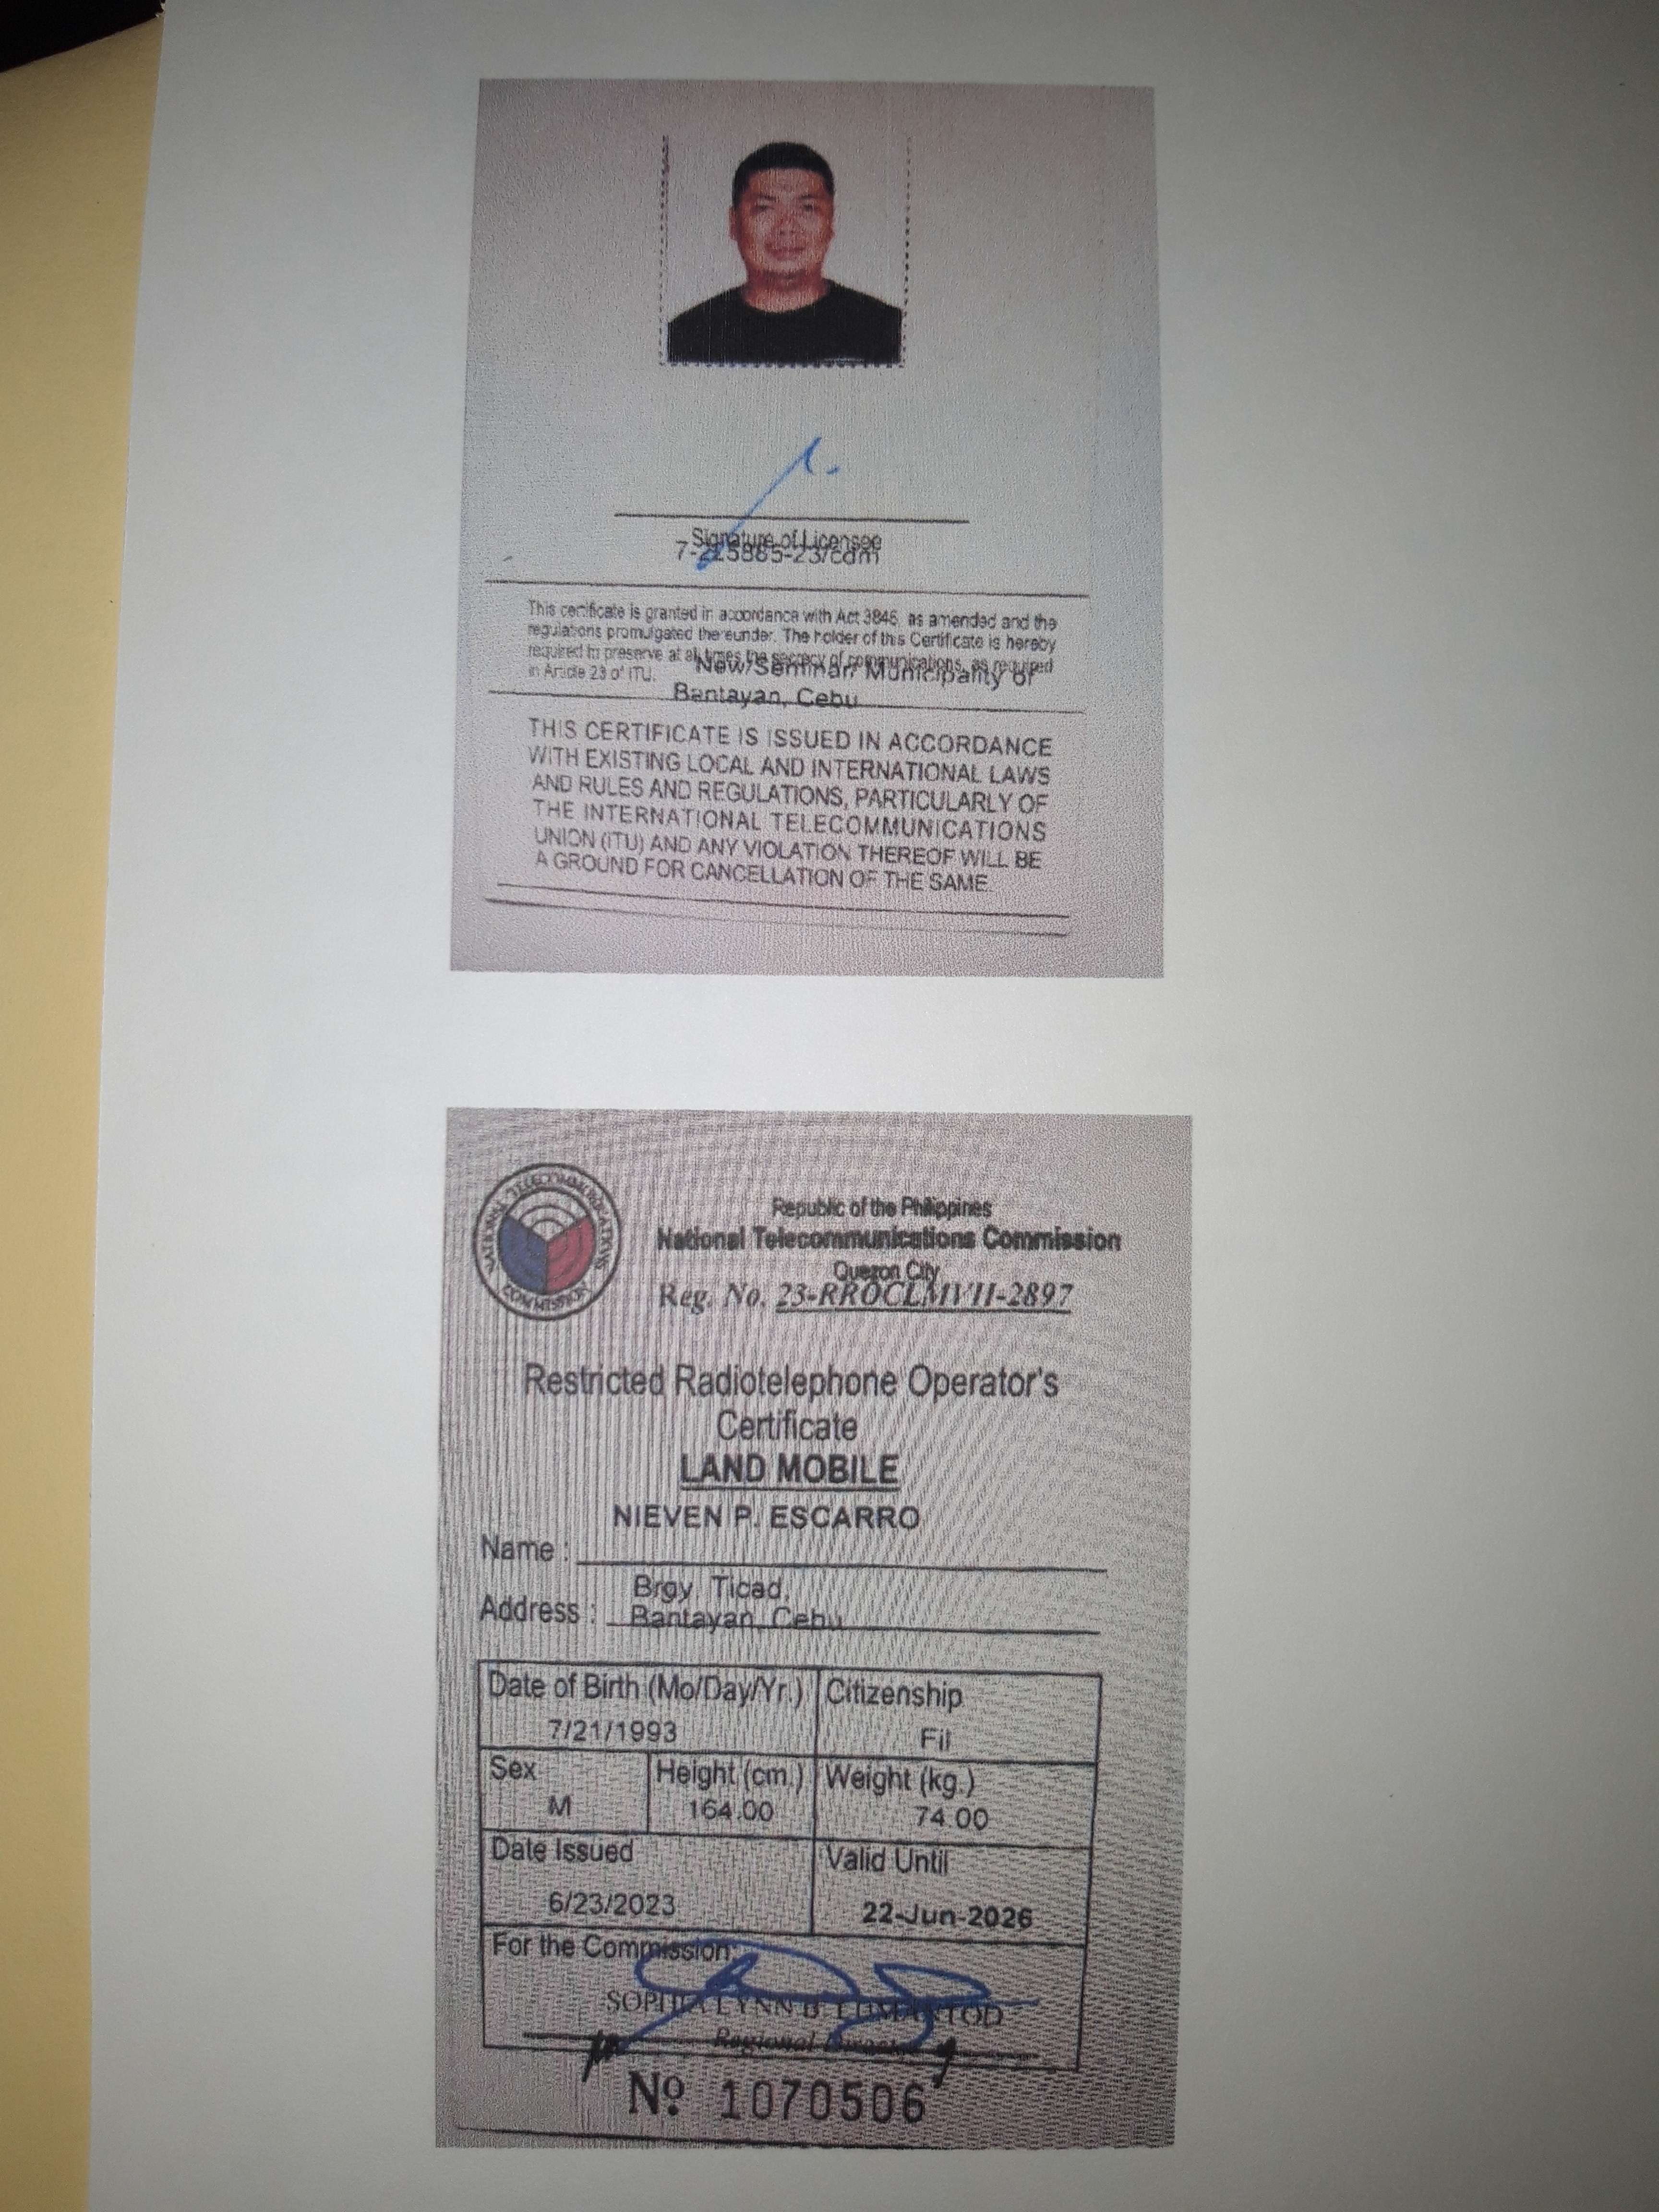 Signature of Licensee
7-225885-23/cdm
This certificate is granted in accordance with Act 3846, as amended and the
regulations promulgated thereunder. The holder of this Certificate is hereby
required to preserve at all times the secrecy of communications, as required
in Article 23 of ITU.
New/Seminar/ Municipality of
Bantayan, Cebu
THIS CERTIFICATE IS ISSUED IN ACCORDANCE
WITH EXISTING LOCAL AND INTERNATIONAL LAWS
AND RULES AND REGULATIONS, PARTICULARLY OF
THE INTERNATIONAL TELECOMMUNICATIONS
UNION (ITU) AND ANY VIOLATION THEREOF WILL BE
A GROUND FOR CANCELLATION OF THE SAME.
NATIONAL TELECOMMUNICATIONS COMMISSION
Republic of the Philippines
National Telecommunications Commission
Quezon City
Reg. No. 23-RROCLMVII-2897
Restricted Radiotelephone Operator's
Certificate
LAND MOBILE
NIEVEN P. ESCARRO
Name :
Brgy Ticad,
Address : Bantayan, Cebu
Date of Birth (Mo/Day/Yr.) Citizenship
7/21/1993 Fil
Sex Height (cm.) Weight (kg.)
M 164.00 74.00
Date Issued Valid Until
6/23/2023 22-Jun-2026
For the Commission:
LYNN
Regional Director
Nº 1070506